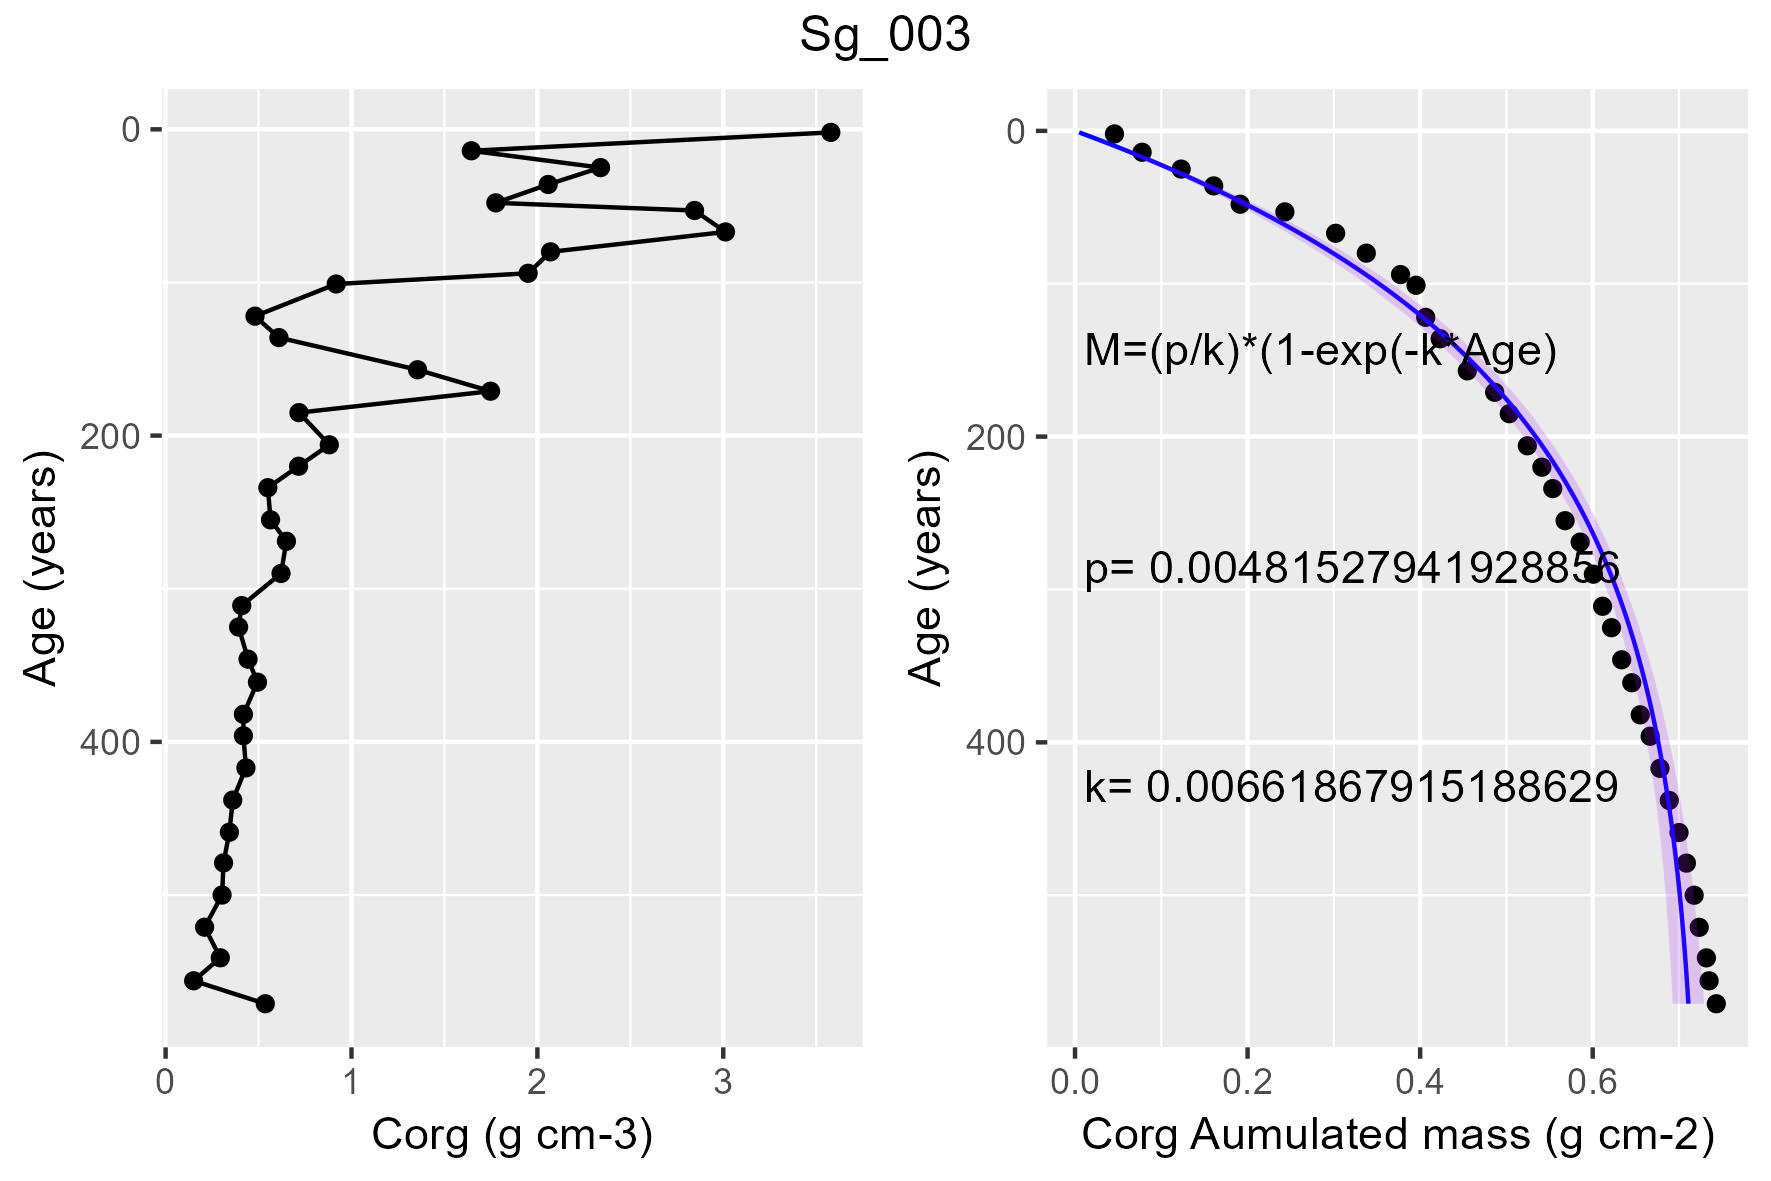 Sg_003
0
200
400
Age (years)
0
1
2
3
Corg (g cm-3)
0
200
400
Age (years)
M=(p/k)*(1-exp(-k*Age)
p= 0.00481527941928856
k= 0.00661867915188629
0.0
0.2
0.4
0.6
Corg Aumulated mass (g cm-2)